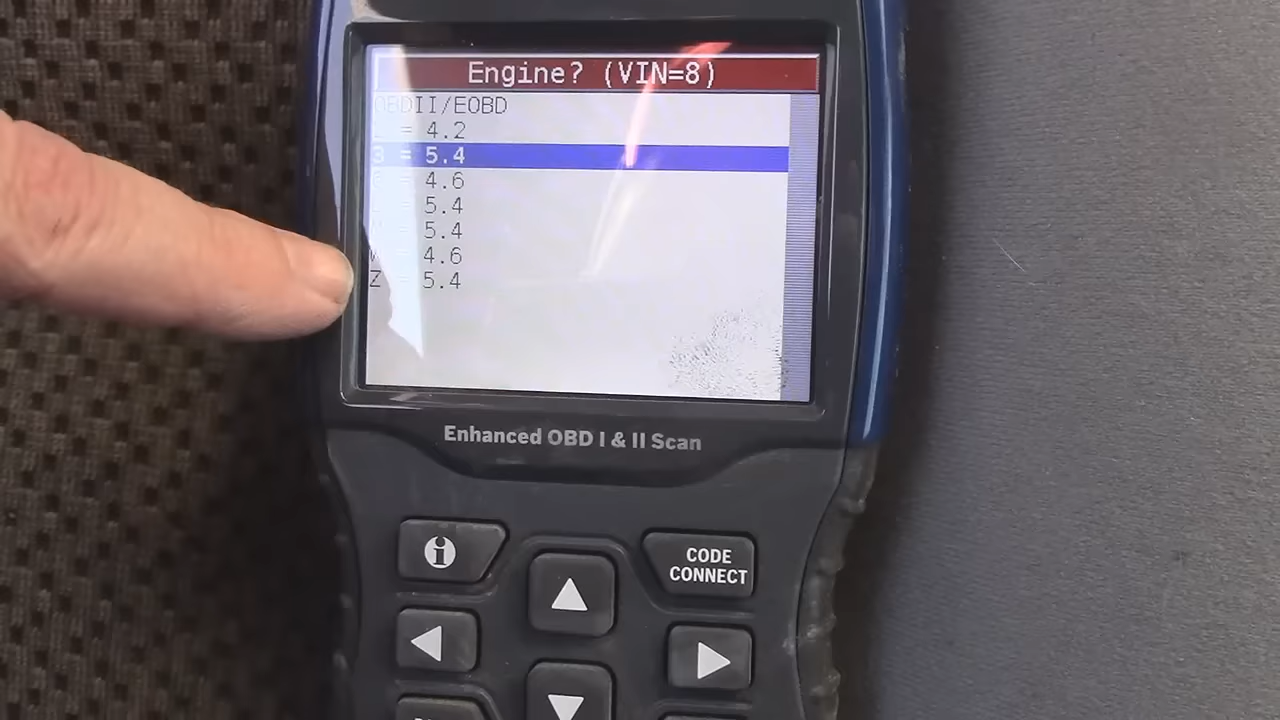 Engine? (VIN=8)
OBDII/EOBD
= 4.2
3 = 5.4
= 4.6
5.4
5.4
4.6
Z 5.4
Enhanced OBD I & II Scan
i
CODE
CONNECT